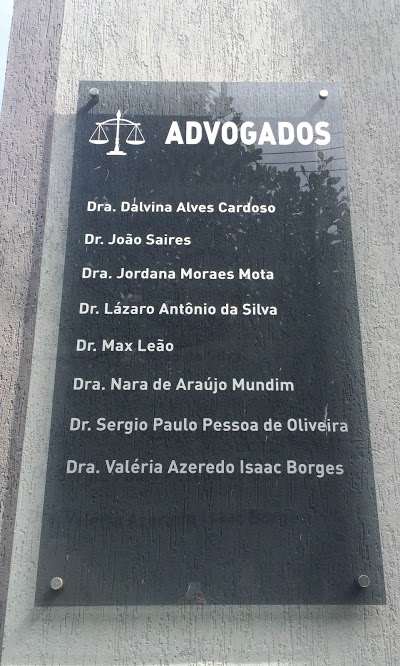 ADVOGADOS
Dra. Dalvina Alves Cardoso
Dr. João Saires
Dra. Jordana Moraes Mota
Dr. Lázaro Antônio da Silva
Dr. Max Leão
Dra. Nara de Araújo Mundim
Dr. Sergio Paulo Pessoa de Oliveira
Dra. Valéria Azeredo Isaac Borges